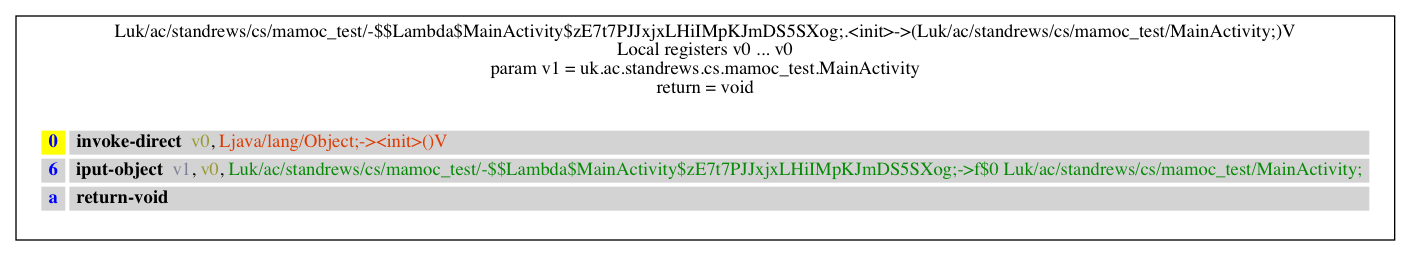 Luk/ac/standrews/cs/mamoc_test/-$$Lambda$MainActivity$zE7t7PJJxjxLHiIMpKJmDS5SXog;.<init>->(Luk/ac/standrews/cs/mamoc_test/MainActivity;)V
Local registers v0 ... v0
param v1 = uk.ac.standrews.cs.mamoc_test.MainActivity
return = void
0 invoke-direct v0, Ljava/lang/Object;-><init>()V
6 iput-object v1, v0, Luk/ac/standrews/cs/mamoc_test/-$$Lambda$MainActivity$zE7t7PJJxjxLHiIMpKJmDS5SXog;->f$0 Luk/ac/standrews/cs/mamoc_test/MainActivity;
a return-void